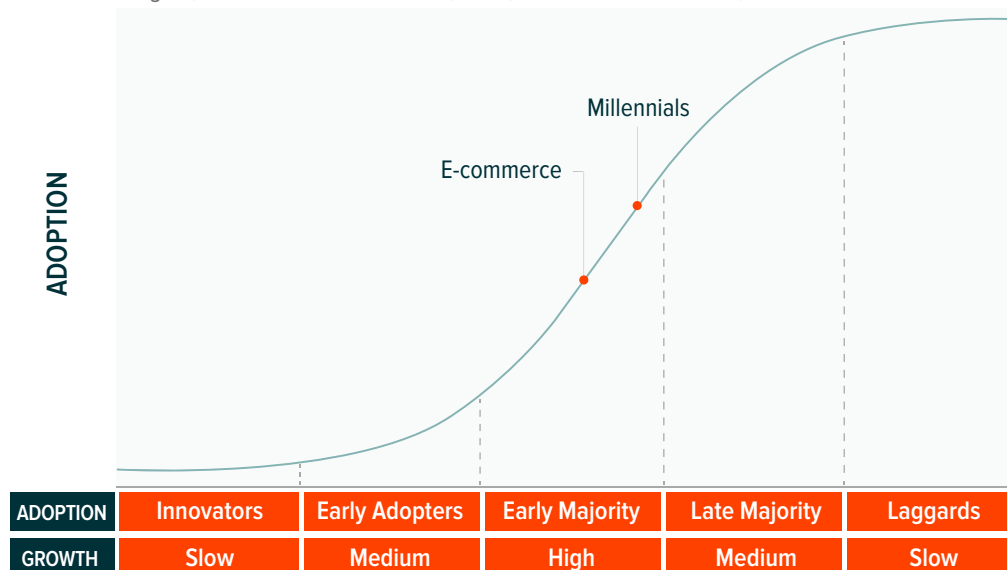 Millennials
E-commerce
ADOPTION
ADOPTION Innovators Early Adopters Early Majority Late Majority Laggards
GROWTH Slow Medium High Medium Slow